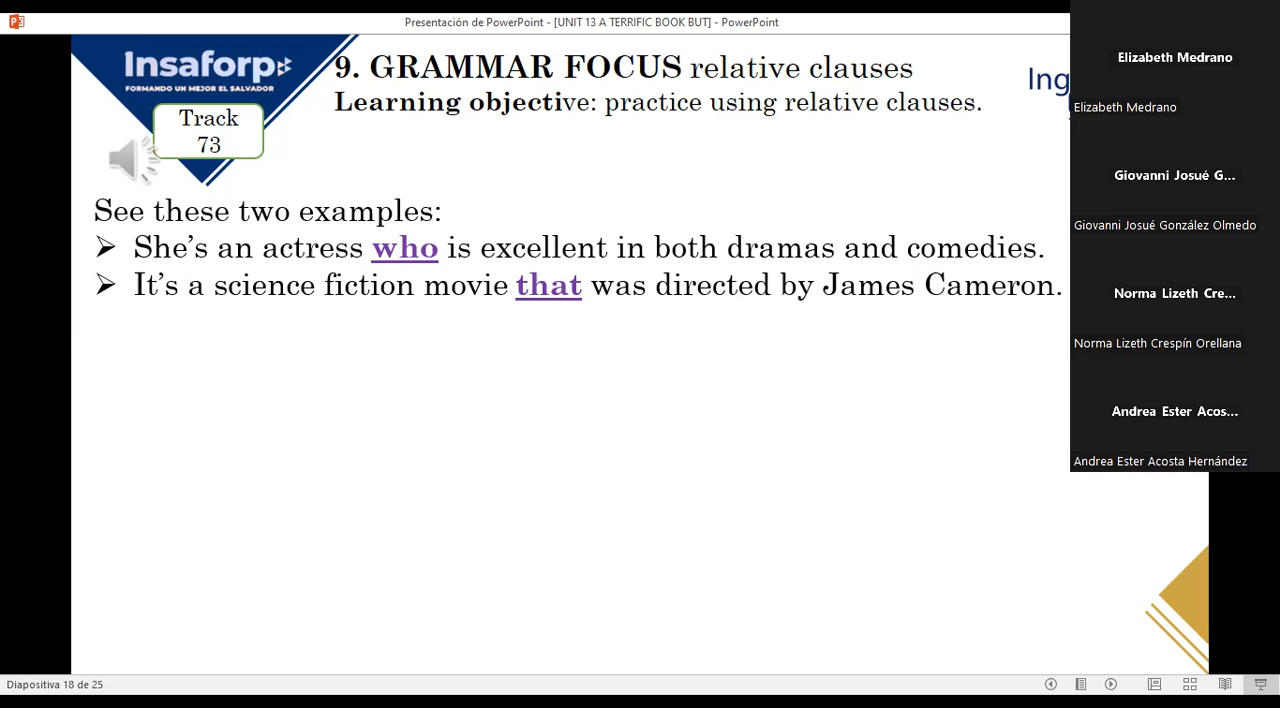 Presentación de PowerPoint - [UNIT 13 A TERRIFIC BOOK BUT] - PowerPoint
Insaforp
FORMANDO UN MEJOR EL SALVADOR
9. GRAMMAR FOCUS relative clauses
Learning objective: practice using relative clauses.
Ing
Track
73
See these two examples:
➢ She's an actress who is excellent in both dramas and comedies.
➢ It's a science fiction movie that was directed by James Cameron.
Elizabeth Medrano
Elizabeth Medrano
Giovanni Josué G...
Giovanni Josué González Olmedo
Norma Lizeth Cre...
Norma Lizeth Crespín Orellana
Andrea Ester Acos...
Andrea Ester Acosta Hernández
Diapositiva 18 de 25